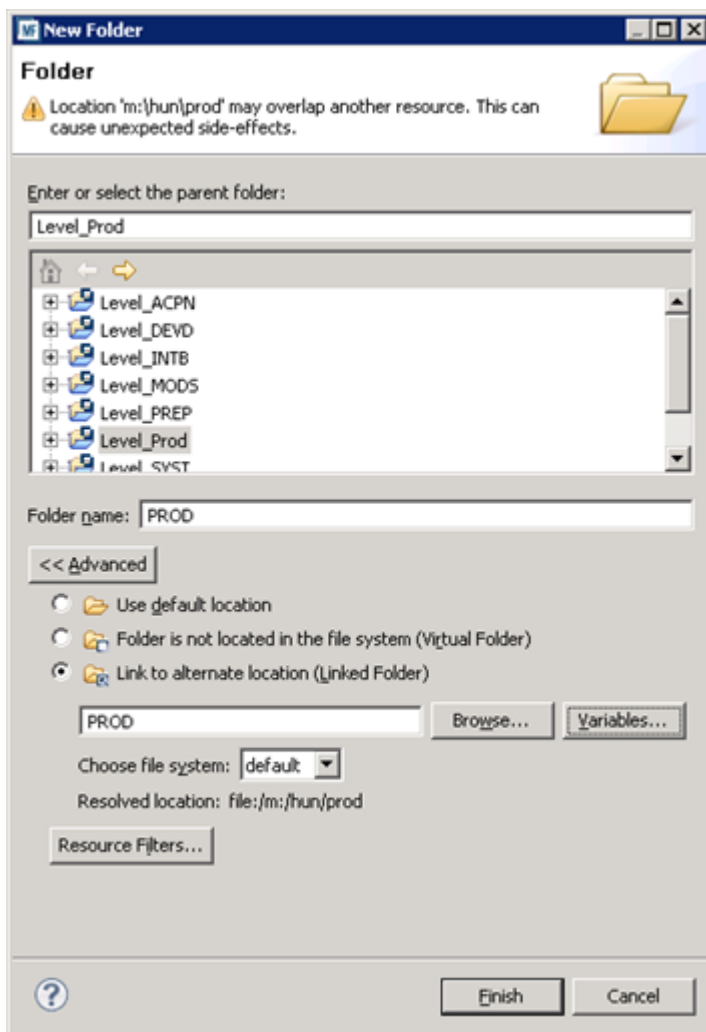 MF New Folder
Folder
Location 'm:\hun\prod' may overlap another resource. This can
cause unexpected side-effects.
Enter or select the parent folder:
Level_Prod
Level_ACPN
Level_DEVD
Level_INTB
Level_MODS
Level_PREP
Level_Prod
Level_SYST
Folder name: PROD
<< Advanced
Use default location
Folder is not located in the file system (Virtual Folder)
Link to alternate location (Linked Folder)
PROD Browse... Variables...
Choose file system: default
Resolved location: file:/m:/hun/prod
Resource Filters...
? Finish Cancel